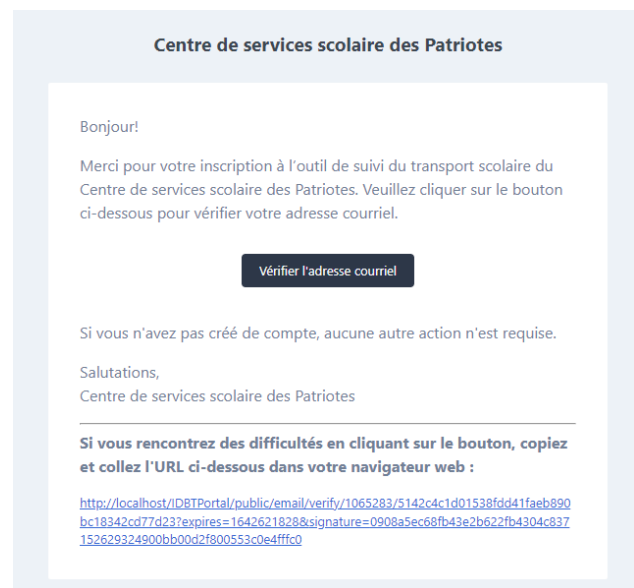 Centre de services scolaire des Patriotes
Bonjour!
Merci pour votre inscription à l'outil de suivi du transport scolaire du
Centre de services scolaire des Patriotes. Veuillez cliquer sur le bouton
ci-dessous pour vérifier votre adresse courriel.
Vérifier l'adresse courriel
Si vous n'avez pas créé de compte, aucune autre action n'est requise.
Salutations,
Centre de services scolaire des Patriotes
Si vous rencontrez des difficultés en cliquant sur le bouton, copiez
et collez l'URL ci-dessous dans votre navigateur web :
http://localhost/IDBTPortal/public/email/verify/1065283/5142c4c1d01538fdd41faeb890
bc18342cd77d23?expires=1642621828&signature=0908a5ec68fb43e2b622fb4304c837
152629324900bb00d2f800553c0e4fffc0